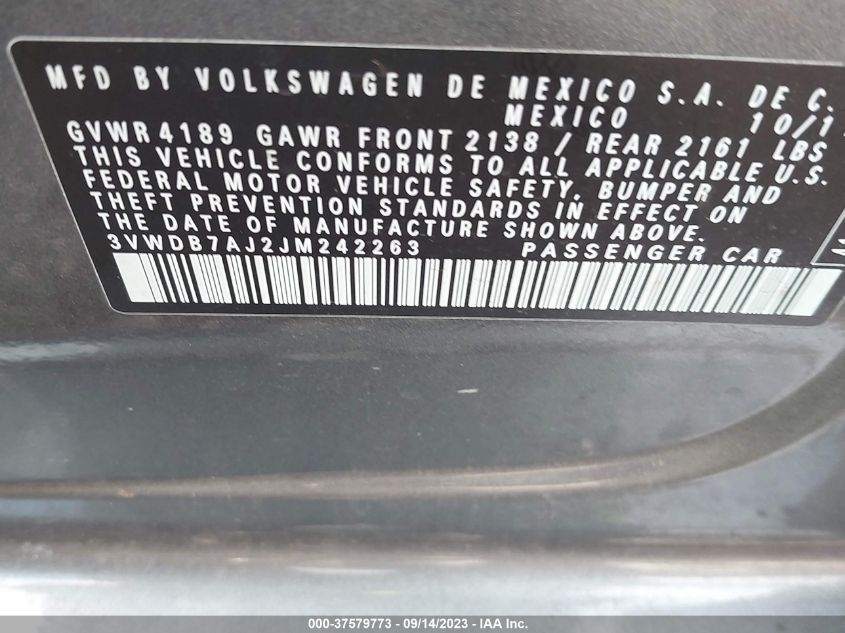 MFD BY VOLKSWAGEN DE MEXICO S.A. DE C.
MEXICO 10/1
GVWR 4189 GAWR FRONT 2138 / REAR 2161 LBS
THIS VEHICLE CONFORMS TO ALL APPLICABLE U.S.
FEDERAL MOTOR VEHICLE SAFETY, BUMPER AND
THEFT PREVENTION STANDARDS IN EFFECT ON
THE DATE OF MANUFACTURE SHOWN ABOVE.
3VWDB7AJ2JM242263 PASSENGER CAR
000-37579773 - 09/14/2023 - IAA Inc.